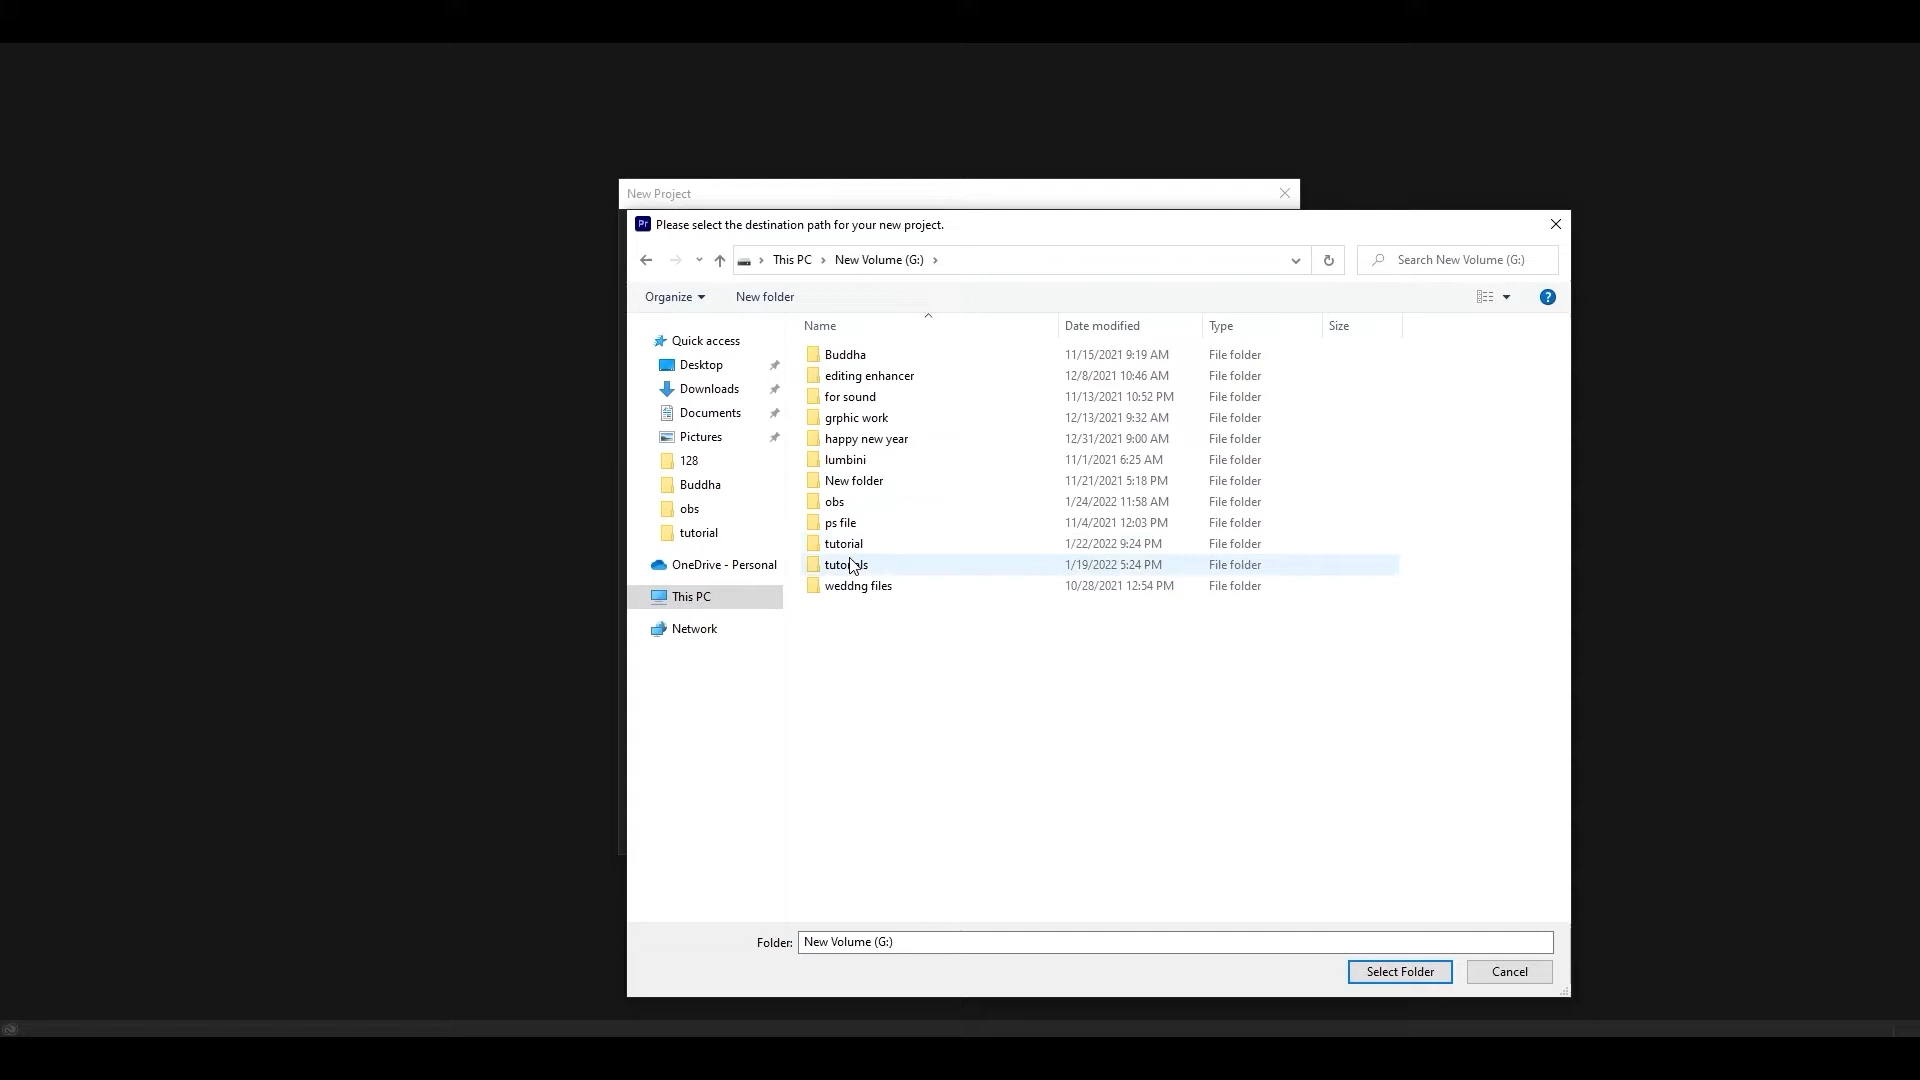 New Project
Pr Please select the destination path for your new project.
This PC > New Volume (G:) >
Search New Volume (G:)
Organize
New folder
Name
Date modified
Type
Size
Quick access
Desktop
Downloads
Documents
Pictures
128
Buddha
obs
tutorial
OneDrive - Personal
This PC
Network
Buddha 11/15/2021 9:19 AM File folder
editing enhancer 12/8/2021 10:46 AM File folder
for sound 11/13/2021 10:52 PM File folder
grphic work 12/13/2021 9:32 AM File folder
happy new year 12/31/2021 9:00 AM File folder
lumbini 11/1/2021 6:25 AM File folder
New folder 11/21/2021 5:18 PM File folder
obs 1/24/2022 11:58 AM File folder
ps file 11/4/2021 12:03 PM File folder
tutorial 1/22/2022 9:24 PM File folder
1/19/2022 5:24 PM File folder
weddng files 10/28/2021 12:54 PM File folder
Folder: New Volume (G:)
Select Folder
Cancel